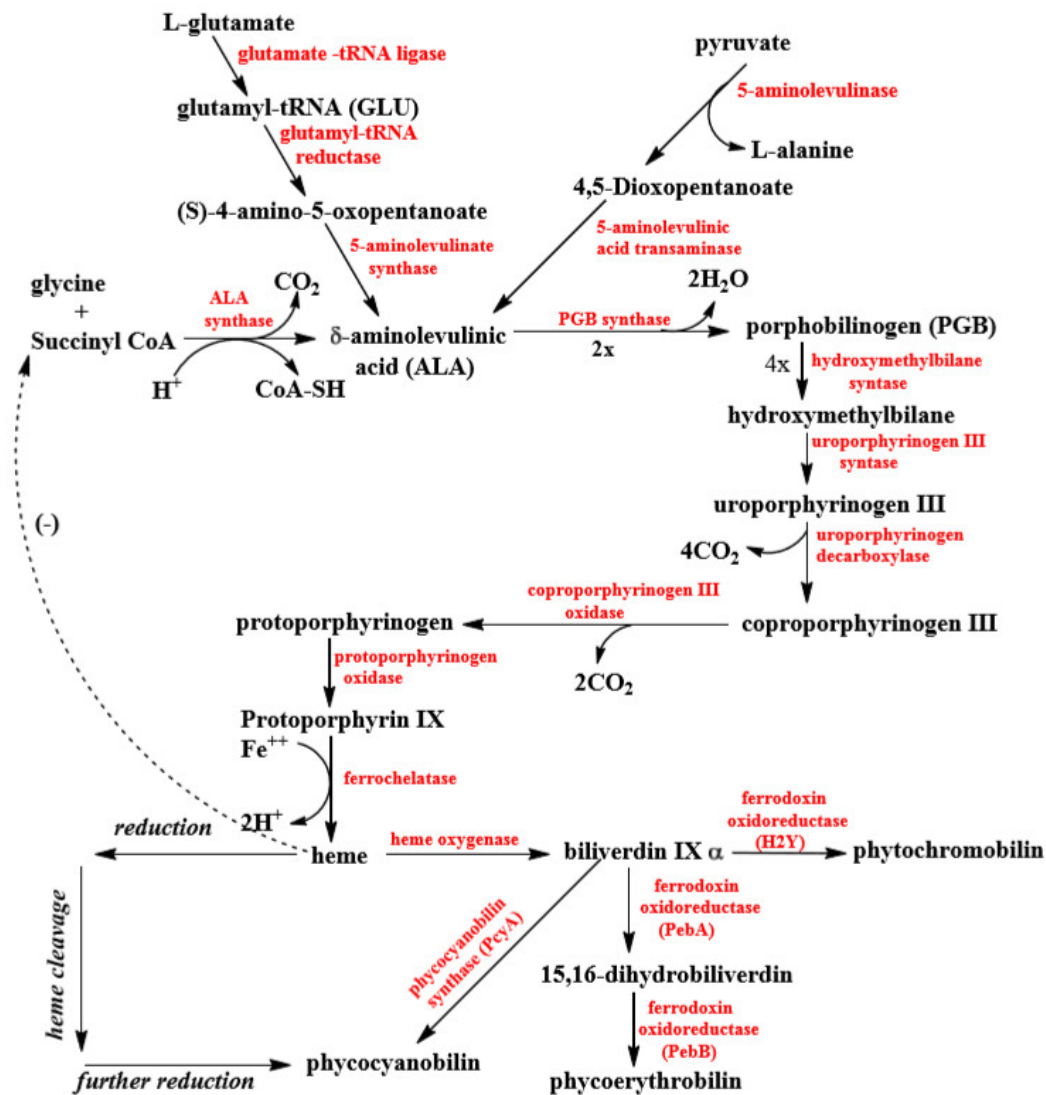 L-glutamate
glutamate -tRNA ligase
glutamyl-tRNA (GLU)
glutamyl-tRNA
reductase
(S)-4-amino-5-oxopentanoate
5-aminolevulinate
synthase
pyruvate
5-aminolevulinase
L-alanine
4,5-Dioxopentanoate
5-aminolevulinic
acid transaminase
glycine
+
Succinyl CoA
ALA
synthase
CO2
H+
CoA-SH
δ-aminolevulinic
acid (ALA)
PGB synthase
2x
2H2O
porphobilinogen (PGB)
4x
hydroxymethylbilane
syntase
hydroxymethylbilane
uroporphyrinogen III
syntase
uroporphyrinogen III
4CO2
uroporphyrinogen
decarboxylase
coproporphyrinogen III
coproporphyrinogen III
oxidase
2CO2
protoporphyrinogen
protoporphyrinogen
oxidase
Protoporphyrin IX
Fe++
ferrochelatase
2H+
(-)
heme
reduction
heme cleavage
further reduction
heme oxygenase
biliverdin IX α
ferrodoxin
oxidoreductase
(H2Y)
phytochromobilin
phycocyanobilin
synthase (PcyA)
phycocyanobilin
ferrodoxin
oxidoreductase
(PebA)
15,16-dihydrobiliverdin
ferrodoxin
oxidoreductase
(PebB)
phycoerythrobilin